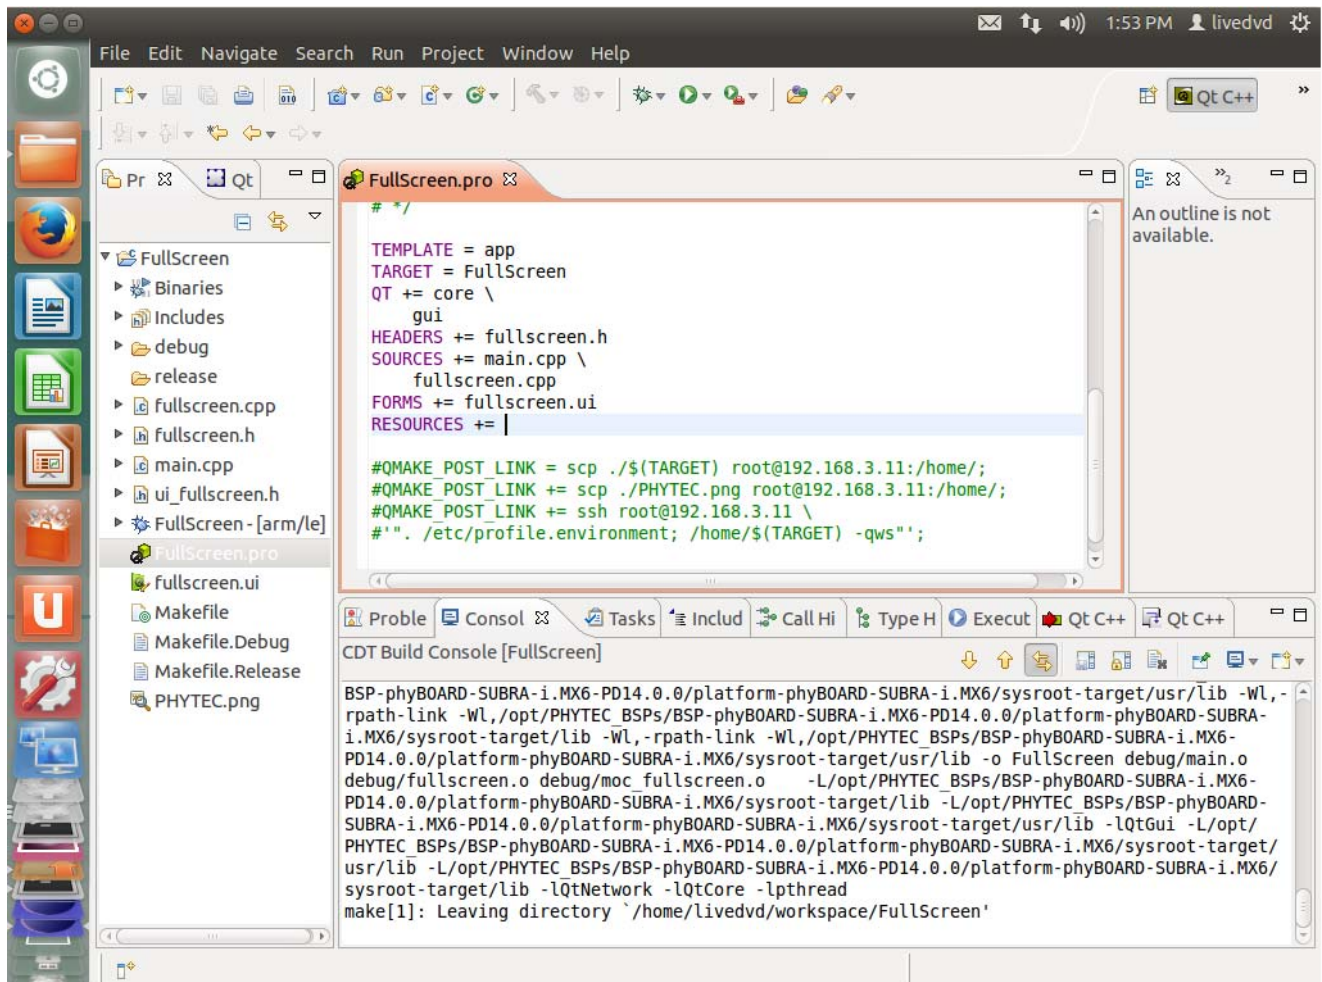 1:53 PM livedvd
File Edit Navigate Search Run Project Window Help
010
Qt C++ »
Pr Qt
FullScreen.pro
»2
An outline is not
available.
FullScreen
Binaries
Includes
debug
release
fullscreen.cpp
fullscreen.h
main.cpp
ui_fullscreen.h
FullScreen - [arm/le]
FullScreen.pro
fullscreen.ui
Makefile
Makefile.Debug
Makefile.Release
PHYTEC.png
# */
TEMPLATE = app
TARGET = FullScreen
QT += core \
gui
HEADERS += fullscreen.h
SOURCES += main.cpp \
fullscreen.cpp
FORMS += fullscreen.ui
RESOURCES +=
#QMAKE_POST_LINK = scp ./$(TARGET) root@192.168.3.11:/home/;
#QMAKE_POST_LINK += scp ./PHYTEC.png root@192.168.3.11:/home/;
#QMAKE_POST_LINK += ssh root@192.168.3.11 \
#'". /etc/profile.environment; /home/$(TARGET) -qws"';
Proble Consol Tasks Includ Call Hi Type H Execut Qt C++ Qt C++
CDT Build Console [FullScreen]
BSP-phyBOARD-SUBRA-i.MX6-PD14.0.0/platform-phyBOARD-SUBRA-i.MX6/sysroot-target/usr/lib -Wl,-
rpath-link -Wl,/opt/PHYTEC_BSPs/BSP-phyBOARD-SUBRA-i.MX6-PD14.0.0/platform-phyBOARD-SUBRA-
i.MX6/sysroot-target/lib -Wl,-rpath-link -Wl,/opt/PHYTEC_BSPs/BSP-phyBOARD-SUBRA-i.MX6-
PD14.0.0/platform-phyBOARD-SUBRA-i.MX6/sysroot-target/usr/lib -o FullScreen debug/main.o
debug/fullscreen.o debug/moc_fullscreen.o    -L/opt/PHYTEC_BSPs/BSP-phyBOARD-SUBRA-i.MX6-
PD14.0.0/platform-phyBOARD-SUBRA-i.MX6/sysroot-target/lib -L/opt/PHYTEC_BSPs/BSP-phyBOARD-
SUBRA-i.MX6-PD14.0.0/platform-phyBOARD-SUBRA-i.MX6/sysroot-target/usr/lib -lQtGui -L/opt/
PHYTEC_BSPs/BSP-phyBOARD-SUBRA-i.MX6-PD14.0.0/platform-phyBOARD-SUBRA-i.MX6/sysroot-target/
usr/lib -L/opt/PHYTEC_BSPs/BSP-phyBOARD-SUBRA-i.MX6-PD14.0.0/platform-phyBOARD-SUBRA-i.MX6/
sysroot-target/lib -lQtNetwork -lQtCore -lpthread
make[1]: Leaving directory `/home/livedvd/workspace/FullScreen'